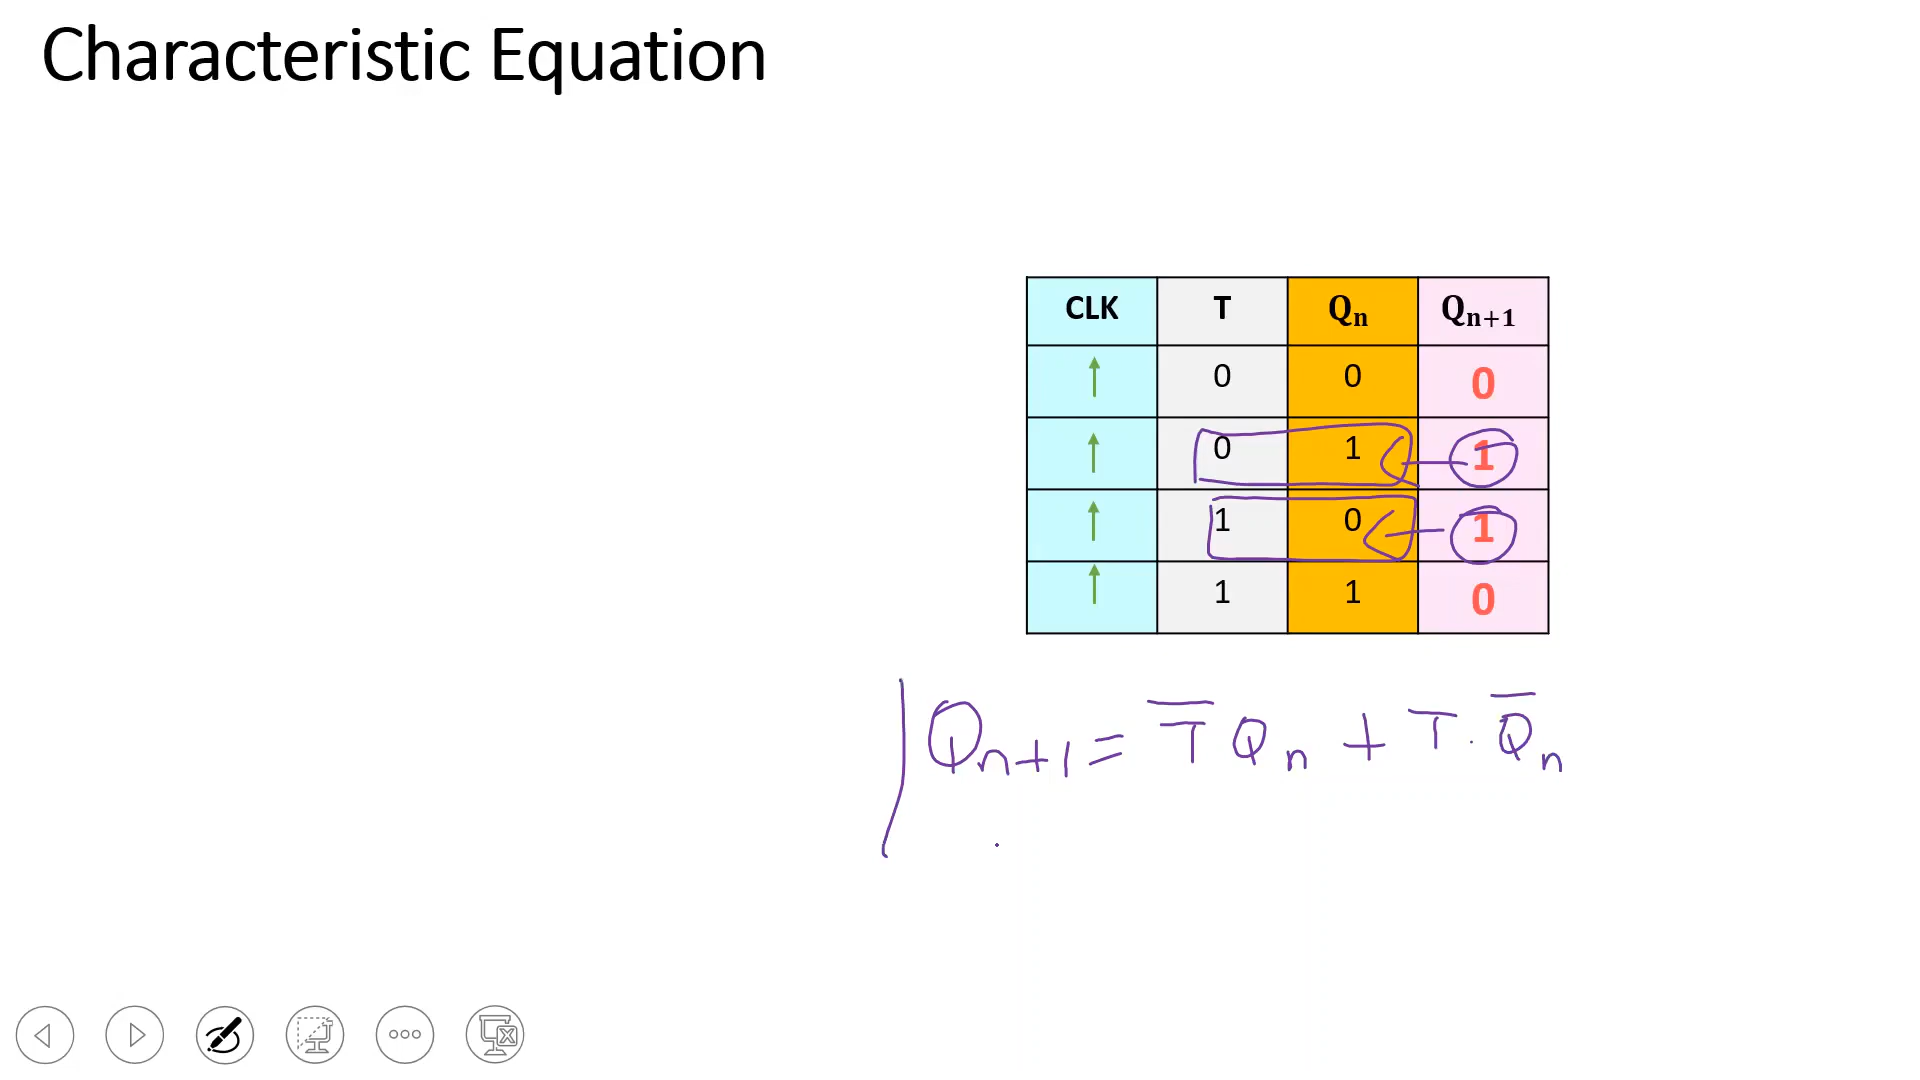 Characteristic Equation
CLK T Qₙ Qₙ₊₁
↑ 0 0 0
↑ 0 1 1
↑ 1 0 1
↑ 1 1 0
Qₙ₊₁ = T̅ Qₙ + T · Q̅ₙ